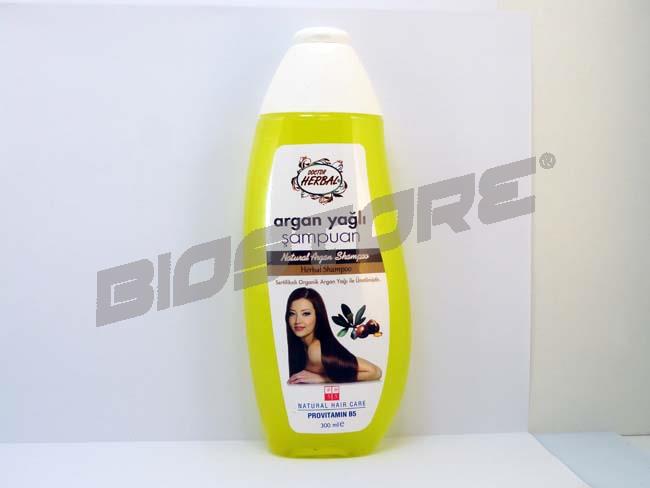 DOCTOR
HERBAL
argan yağlı
şampuan
Natural Argan Shampoo
Herbal Shampoo
Sertifikalı Organik Argan Yağı ile Üretilmiştir.
NATURAL HAIR CARE
PROVITAMIN B5
300 ml e
BIOSTORE®